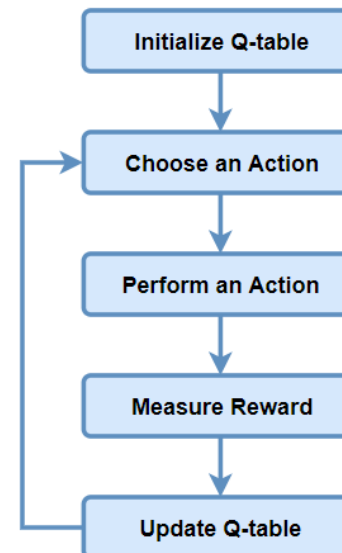 Initialize Q-table
Choose an Action
Perform an Action
Measure Reward
Update Q-table